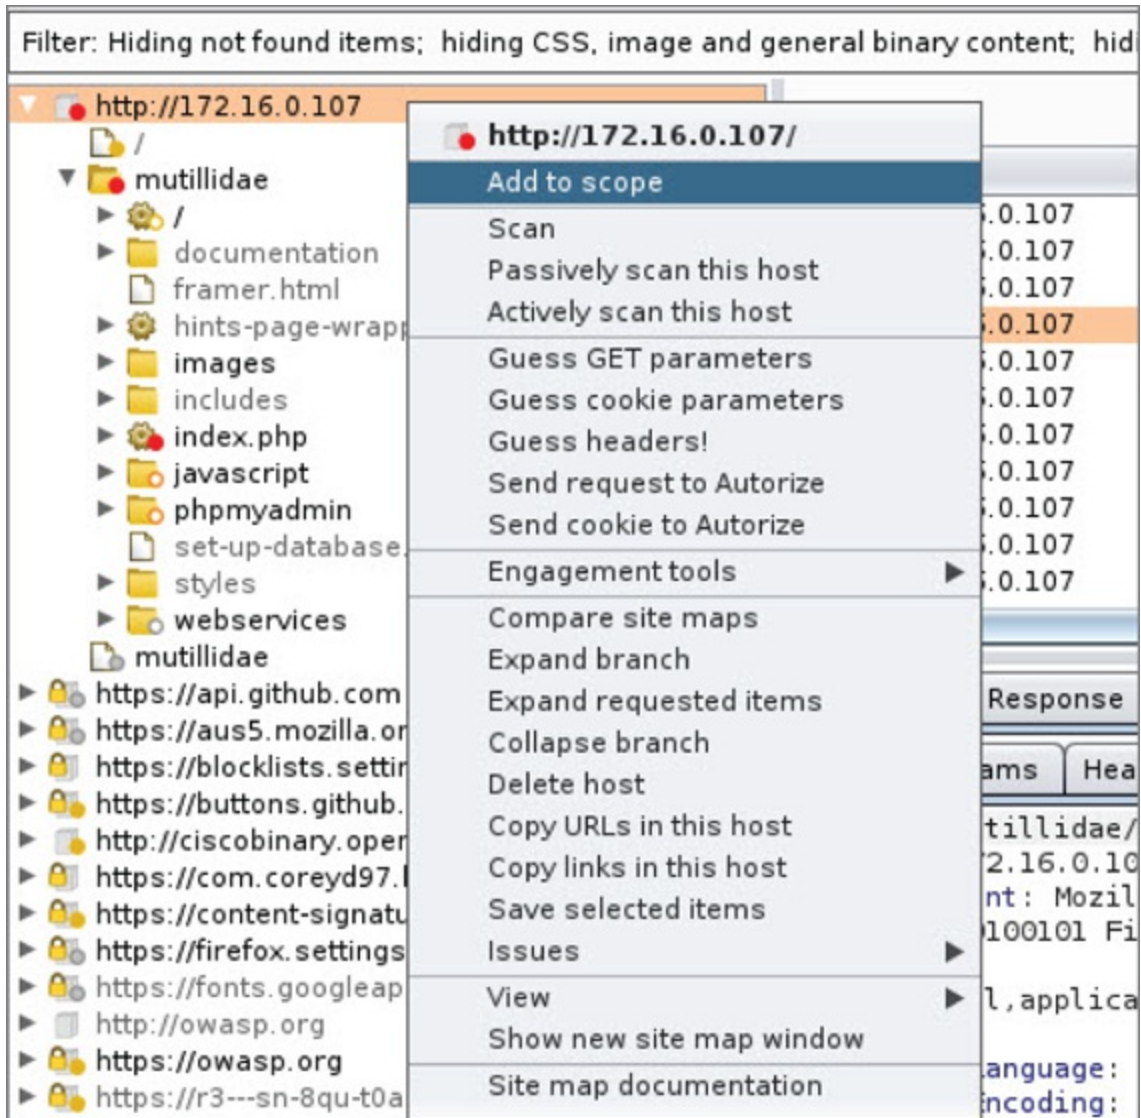 Filter: Hiding not found items; hiding CSS, image and general binary content; hid
http://172.16.0.107
/
mutillidae
/
documentation
framer.html
hints-page-wrap
images
includes
index.php
javascript
phpmyadmin
set-up-database.
styles
webservices
mutillidae
https://api.github.com
https://aus5.mozilla.or
https://blocklists.settin
https://buttons.github.
http://ciscobinary.oper
https://com.coreyd97.
https://content-signatu
https://firefox.settings
https://fonts.googleap
http://owasp.org
https://owasp.org
https://r3---sn-8qu-t0a
http://172.16.0.107/
Add to scope
Scan
Passively scan this host
Actively scan this host
Guess GET parameters
Guess cookie parameters
Guess headers!
Send request to Autorize
Send cookie to Autorize
Engagement tools
Compare site maps
Expand branch
Expand requested items
Collapse branch
Delete host
Copy URLs in this host
Copy links in this host
Save selected items
Issues
View
Show new site map window
Site map documentation
.0.107
.0.107
.0.107
.0.107
.0.107
.0.107
.0.107
.0.107
.0.107
.0.107
.0.107
Response
ams Hea
tillidae/
2.16.0.10
nt: Mozil
0100101 Fi
l,applica
anguage:
ncoding: